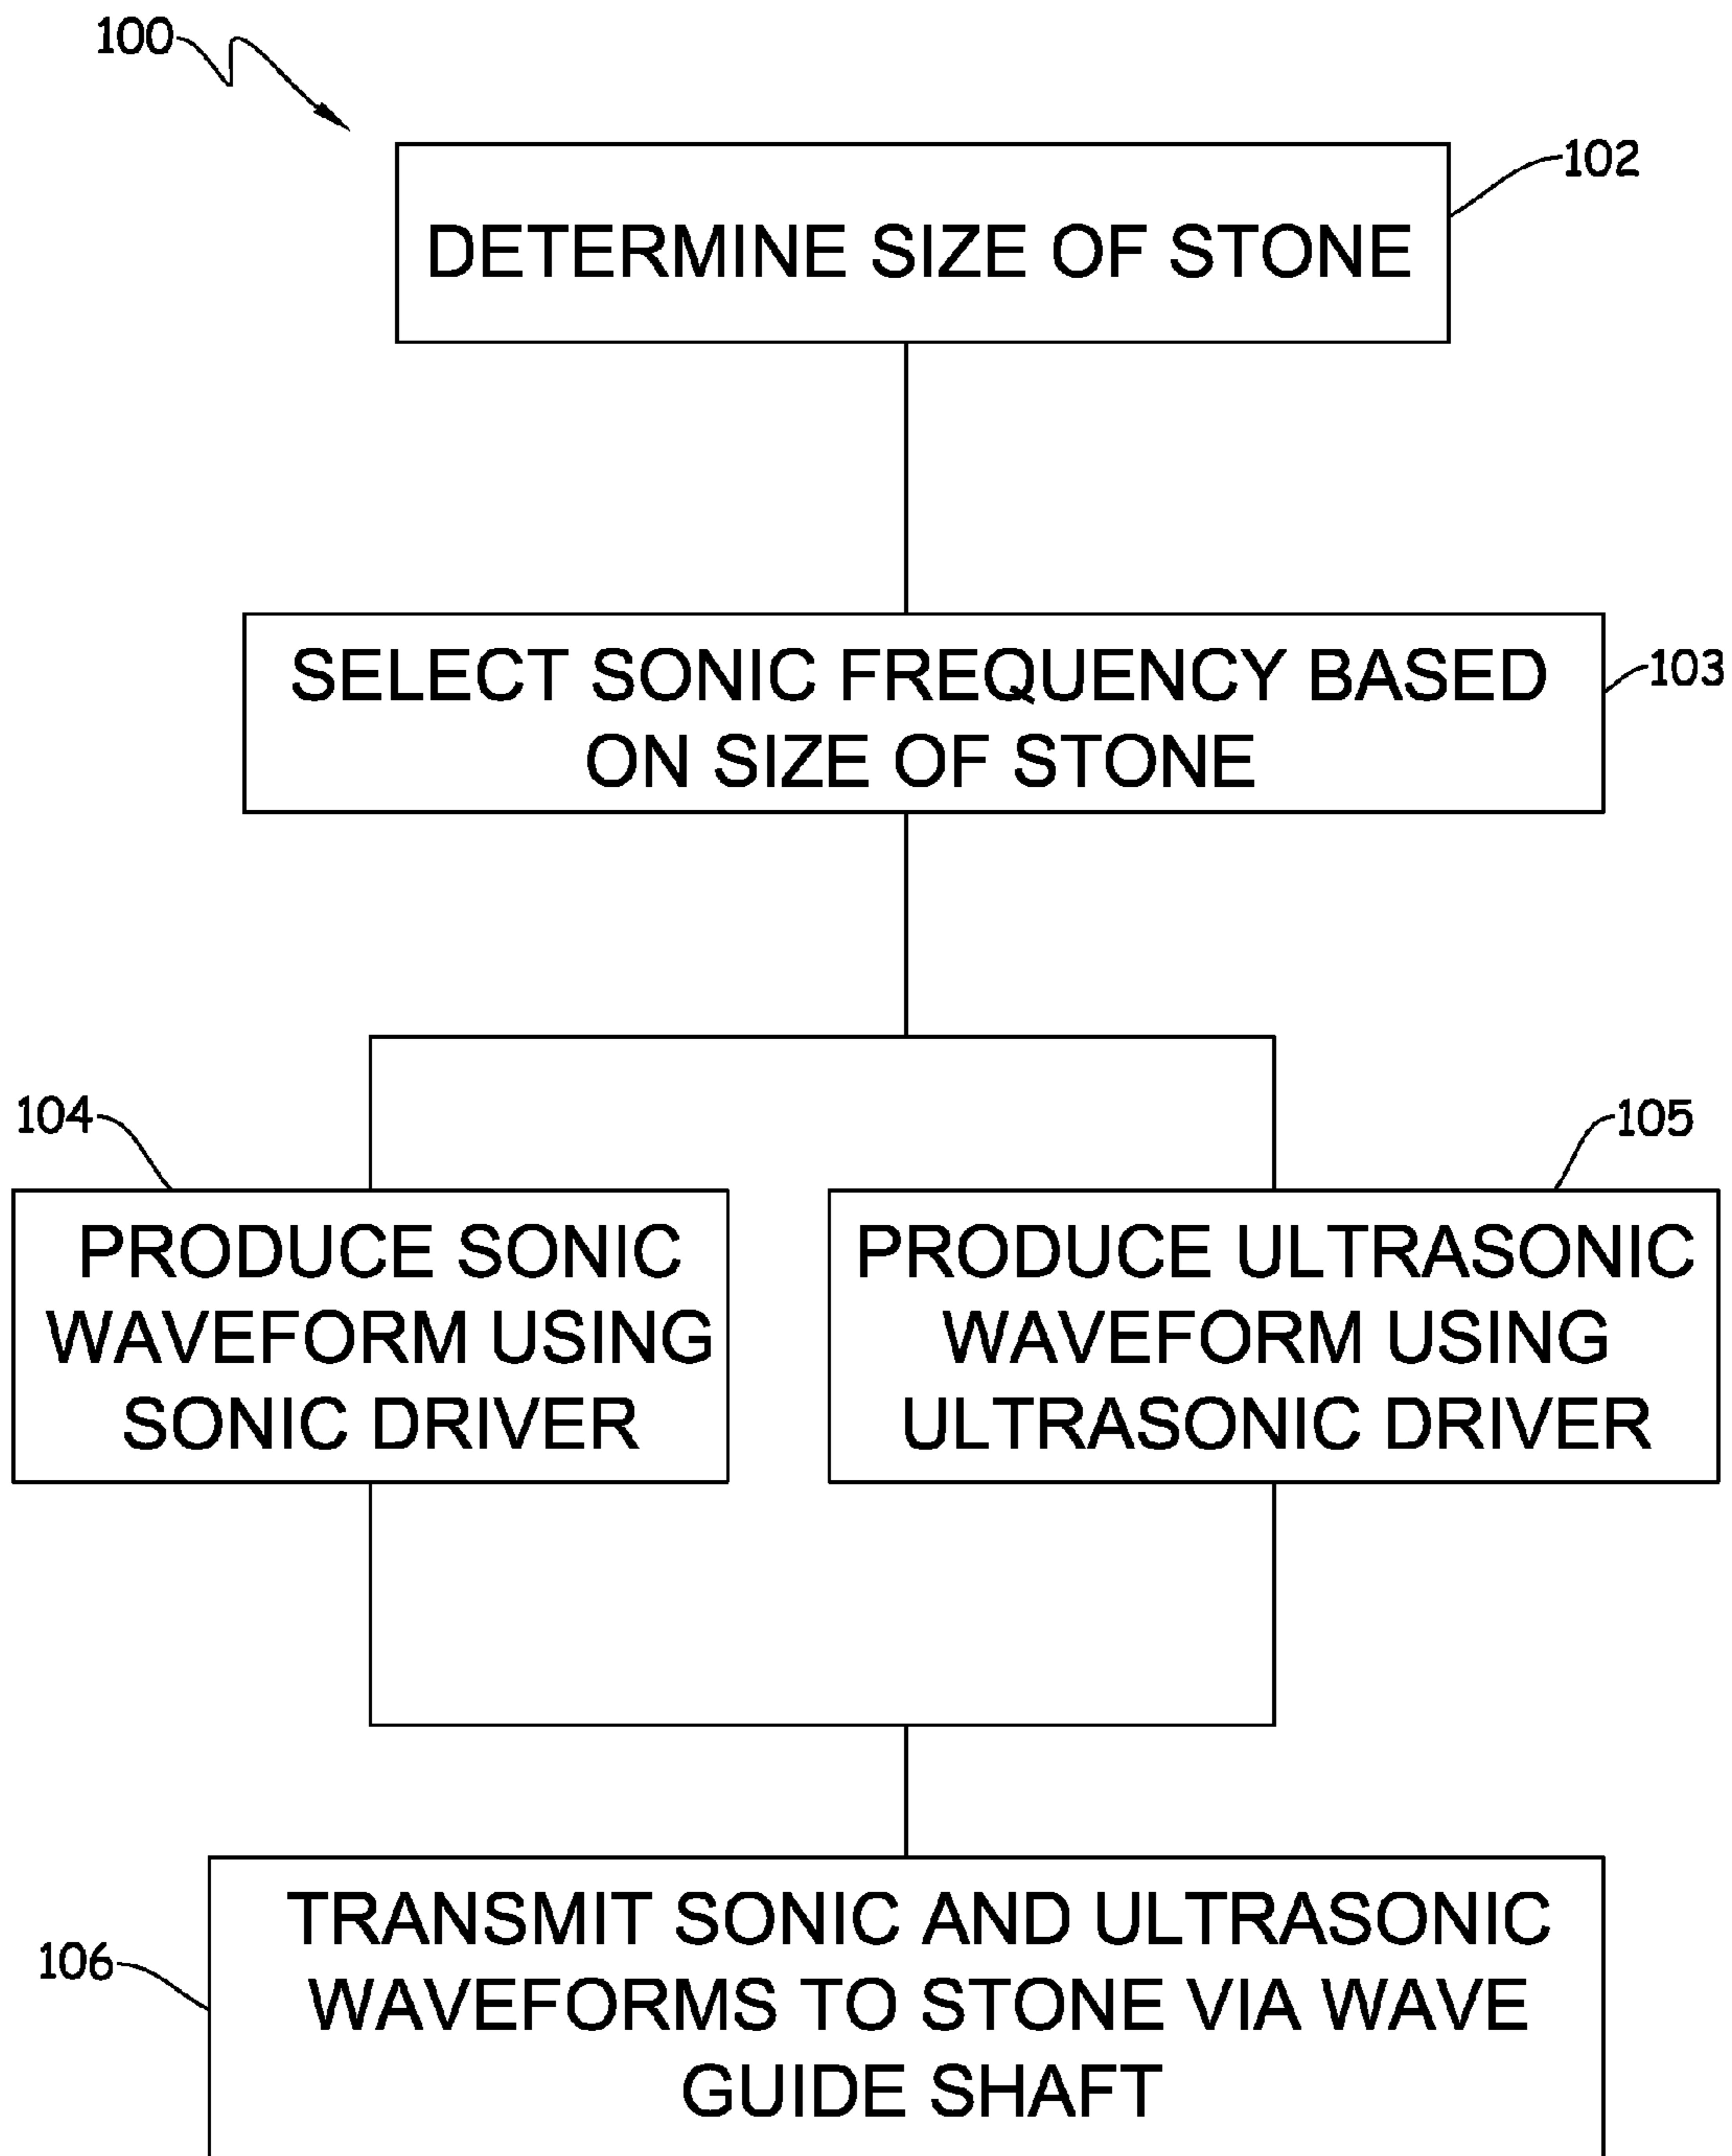 100
102
DETERMINE SIZE OF STONE
103
SELECT SONIC FREQUENCY BASED
ON SIZE OF STONE
104
PRODUCE SONIC
WAVEFORM USING
SONIC DRIVER
105
PRODUCE ULTRASONIC
WAVEFORM USING
ULTRASONIC DRIVER
106
TRANSMIT SONIC AND ULTRASONIC
WAVEFORMS TO STONE VIA WAVE
GUIDE SHAFT